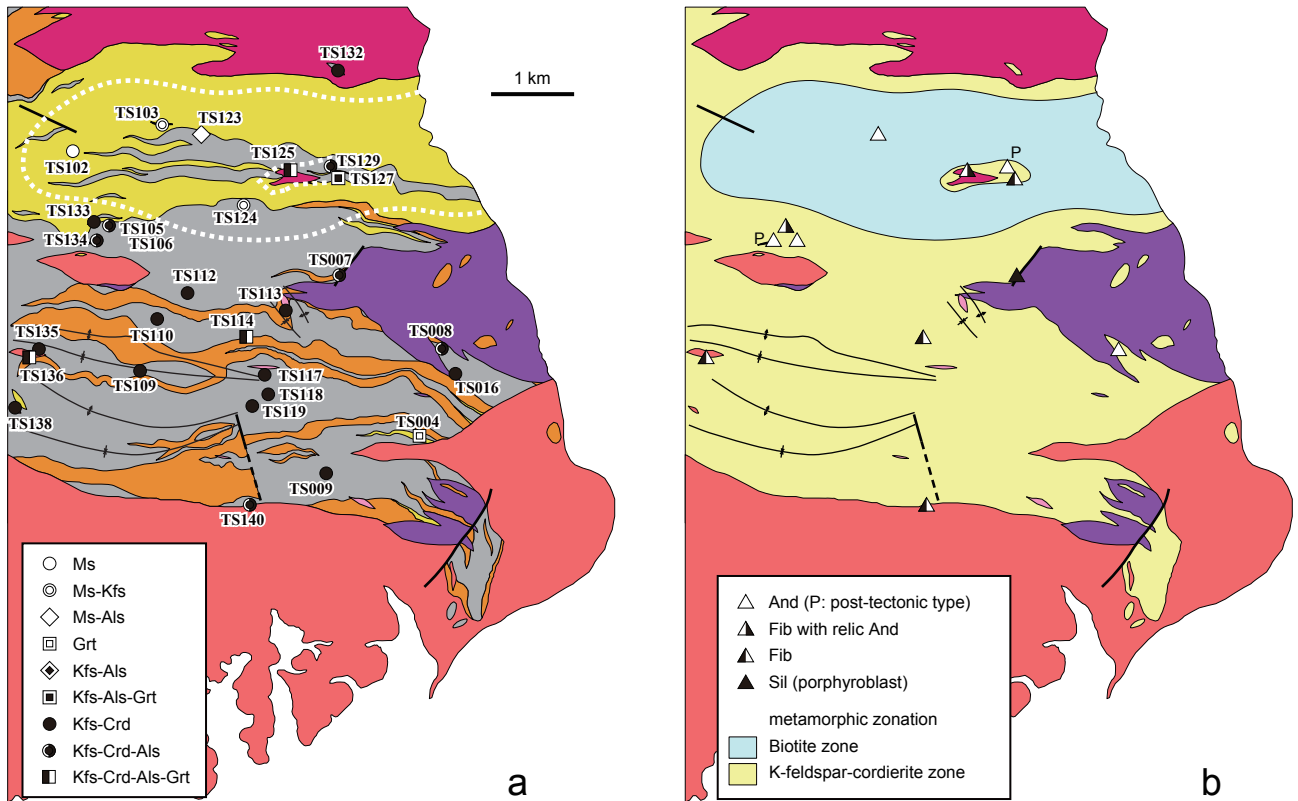 TS132
1 km
TS103
TS123
TS102
TS125
TS129
TS127
TS124
TS133
TS105
TS134
TS106
TS007
TS112
TS113
TS110
TS114
TS135
TS008
TS136
TS109
TS117
TS016
TS118
TS119
TS138
TS004
TS009
TS140
Ms
Ms-Kfs
Ms-Als
Grt
Kfs-Als
Kfs-Als-Grt
Kfs-Crd
Kfs-Crd-Als
Kfs-Crd-Als-Grt
a
P
P
And (P: post-tectonic type)
Fib with relic And
Fib
Sil (porphyroblast)
metamorphic zonation
Biotite zone
K-feldspar-cordierite zone
b